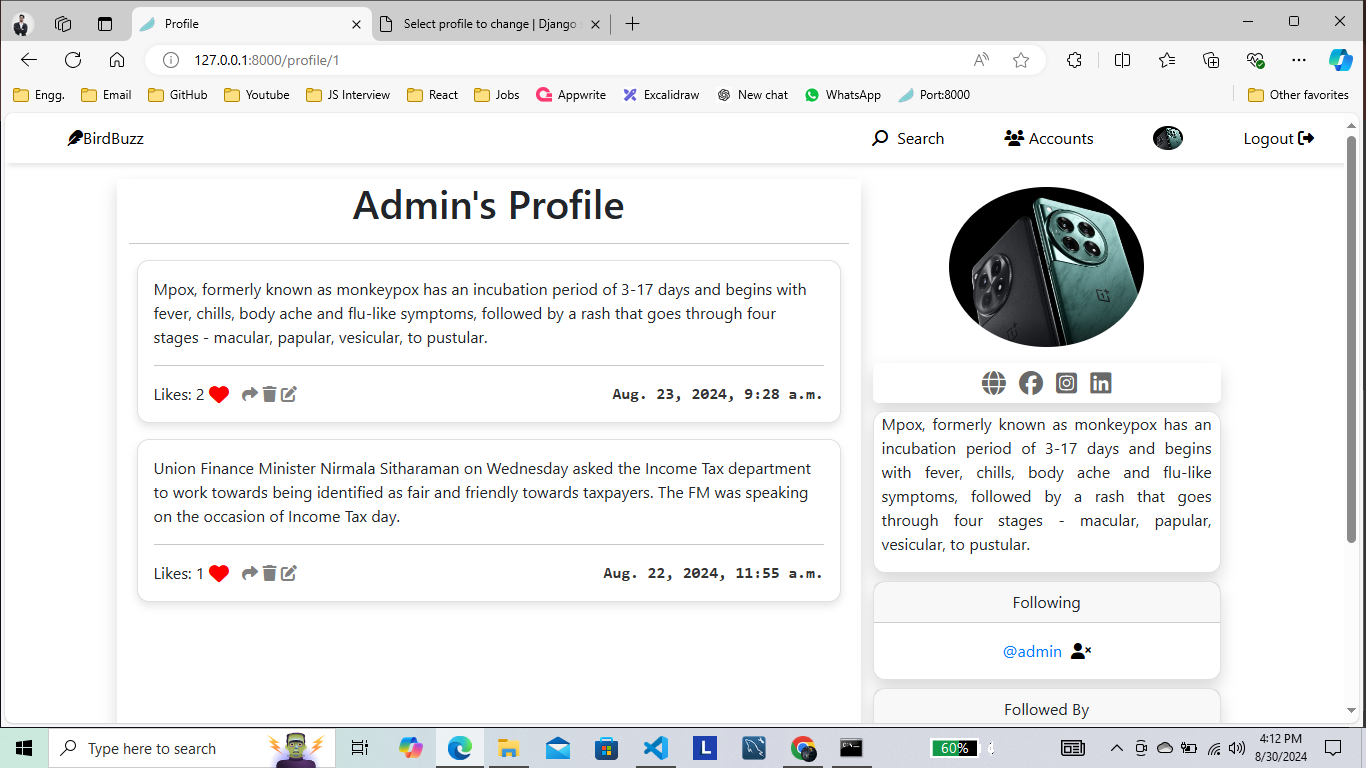 Profile
Select profile to change | Django
127.0.0.1:8000/profile/1
Engg.
Email
GitHub
Youtube
JS Interview
React
Jobs
Appwrite
Excalidraw
New chat
WhatsApp
Port:8000
Other favorites
BirdBuzz
Search
Accounts
Logout
Admin's Profile
Mpox, formerly known as monkeypox has an incubation period of 3-17 days and begins with
fever, chills, body ache and flu-like symptoms, followed by a rash that goes through four
stages - macular, papular, vesicular, to pustular.
Likes: 2
Aug. 23, 2024, 9:28 a.m.
Union Finance Minister Nirmala Sitharaman on Wednesday asked the Income Tax department
to work towards being identified as fair and friendly towards taxpayers. The FM was speaking
on the occasion of Income Tax day.
Likes: 1
Aug. 22, 2024, 11:55 a.m.
Mpox, formerly known as monkeypox has an
incubation period of 3-17 days and begins
with fever, chills, body ache and flu-like
symptoms, followed by a rash that goes
through four stages - macular, papular,
vesicular, to pustular.
Following
@admin
Followed By
Type here to search
L
60%
4:12 PM
8/30/2024